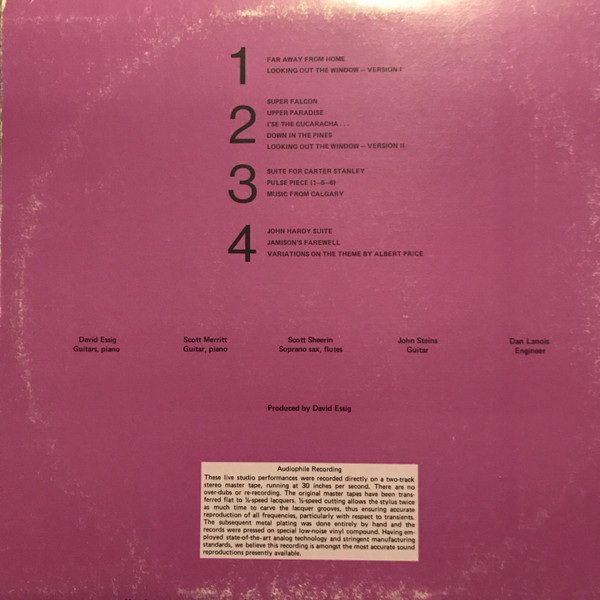 1
FAR AWAY FROM HOME
LOOKING OUT THE WINDOW – VERSION I
2
SUPER FALCON
UPPER PARADISE
I'SE THE CUCARACHA . . .
DOWN IN THE PINES
LOOKING OUT THE WINDOW – VERSION II
3
SUITE FOR CARTER STANLEY
PULSE PIECE (1–5–6)
MUSIC FROM CALGARY
4
JOHN HARDY SUITE
JAMISON'S FAREWELL
VARIATIONS ON THE THEME BY ALBERT PRICE
David Essig
Guitars, piano
Scott Merritt
Guitar, piano
Scott Sheerin
Soprano sax, flutes
John Steins
Guitar
Dan Lanois
Engineer
Produced by David Essig
Audiophile Recording
These live studio performances were recorded directly on a two-track
stereo master tape, running at 30 inches per second. There are no
over-dubs or re-recording. The original master tapes have been trans-
ferred flat to ½-speed lacquers. ½-speed cutting allows the stylus twice
as much time to carve the lacquer grooves, thus ensuring accurate
reproduction of all frequencies, particularly with respect to transients.
The subsequent metal plating was done entirely by hand and the
records were pressed on special low-noise vinyl compound. Having em-
ployed state-of-the-art analog technology and stringent manufacturing
standards, we believe this recording is amongst the most accurate sound
reproductions presently available.